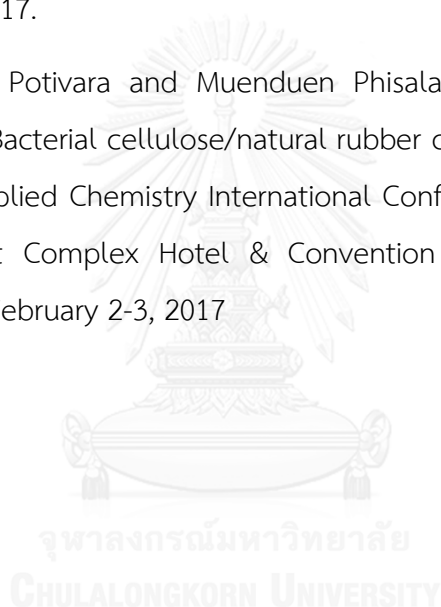 17.
Potivara and Muenduen Phisala
Bacterial cellulose/natural rubber c
plied Chemistry International Conf
t Complex Hotel & Convention
ebruary 2-3, 2017
จุฬาลงกรณ์มหาวิทยาลัย
CHULALONGKORN UNIVERSITY